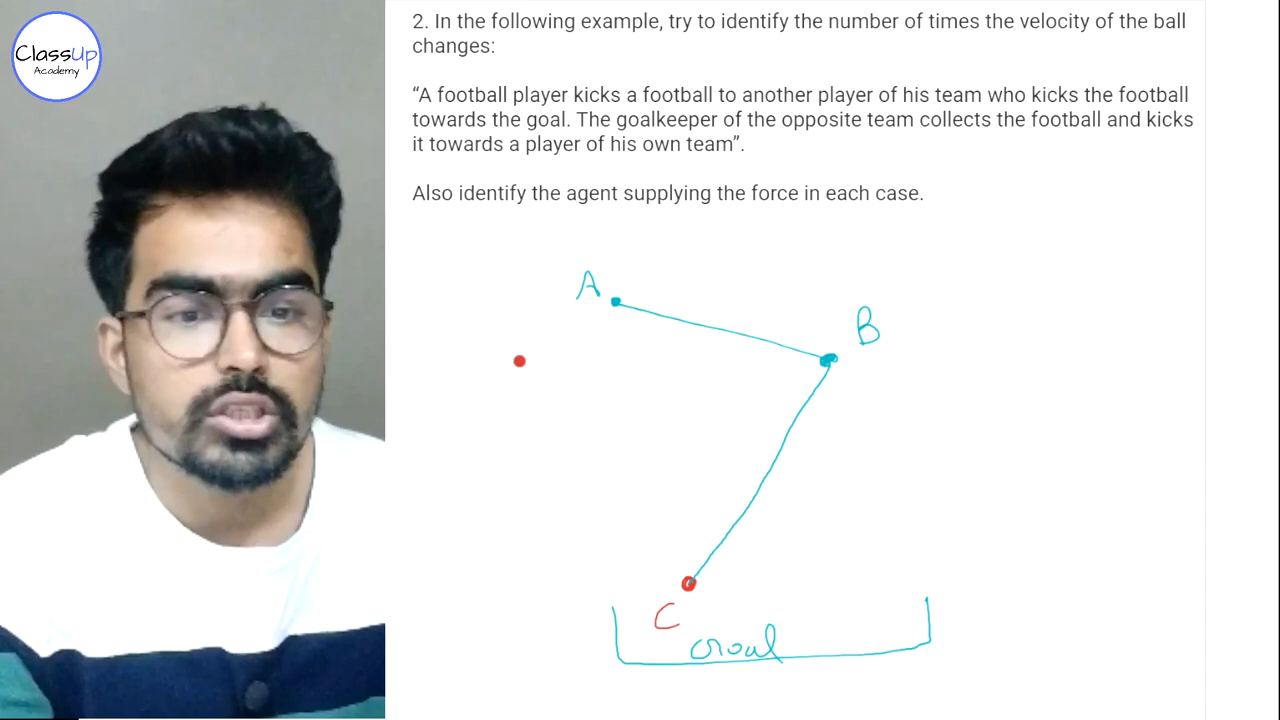 ClassUp
Academy
2. In the following example, try to identify the number of times the velocity of the ball
changes:
“A football player kicks a football to another player of his team who kicks the football
towards the goal. The goalkeeper of the opposite team collects the football and kicks
it towards a player of his own team”.
Also identify the agent supplying the force in each case.
A
B
C
Goal